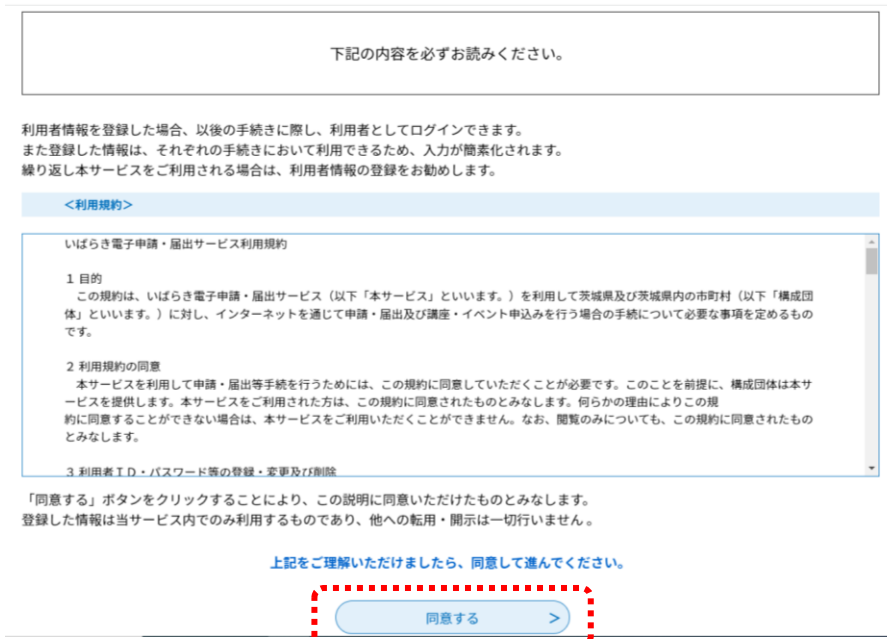 下記の内容を必ずお読みください。
利用者情報を登録した場合、以後の手続きに際し、利用者としてログインできます。
また登録した情報は、それぞれの手続きにおいて利用できるため、入力が簡素化されます。
繰り返し本サービスをご利用される場合は、利用者情報の登録をお勧めします。
<利用規約>
いばらき電子申請・届出サービス利用規約
1 目的
この規約は、いばらき電子申請・届出サービス（以下「本サービス」といいます。）を利用して茨城県及び茨城県内の市町村（以下「構成団
体」といいます。）に対し、インターネットを通じて申請・届出及び講座・イベント申込みを行う場合の手続について必要な事項を定めるもの
です。
2 利用規約の同意
本サービスを利用して申請・届出等手続を行うためには、この規約に同意していただくことが必要です。このことを前提に、構成団体は本サ
ービスを提供します。本サービスをご利用された方は、この規約に同意されたものとみなします。何らかの理由によりこの規
約に同意することができない場合は、本サービスをご利用いただくことができません。なお、閲覧のみについても、この規約に同意されたもの
とみなします。
3 利用者ＩＤ・パスワード等の登録・変更及び削除
「同意する」ボタンをクリックすることにより、この説明に同意いただけたものとみなします。
登録した情報は当サービス内でのみ利用するものであり、他への転用・開示は一切行いません。
上記をご理解いただけましたら、同意して進んでください。
同意する >